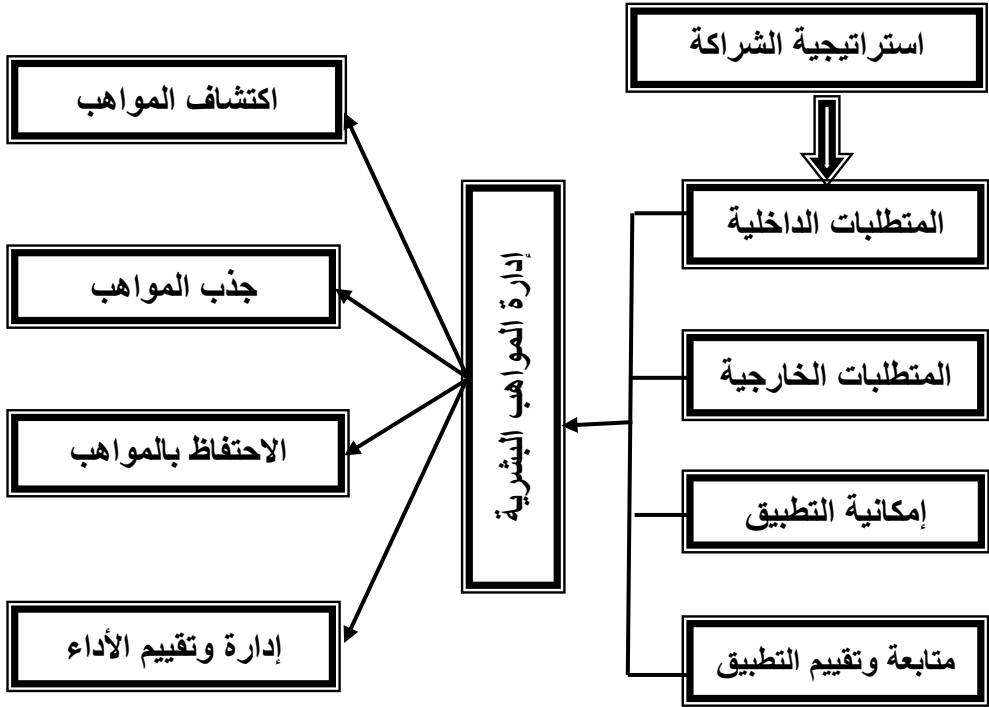 استراتيجية الشراكة
المتطلبات الداخلية
المتطلبات الخارجية
إمكانية التطبيق
متابعة وتقييم التطبيق
إدارة المواهب البشرية
اكتشاف المواهب
جذب المواهب
الاحتفاظ بالمواهب
إدارة وتقييم الأداء